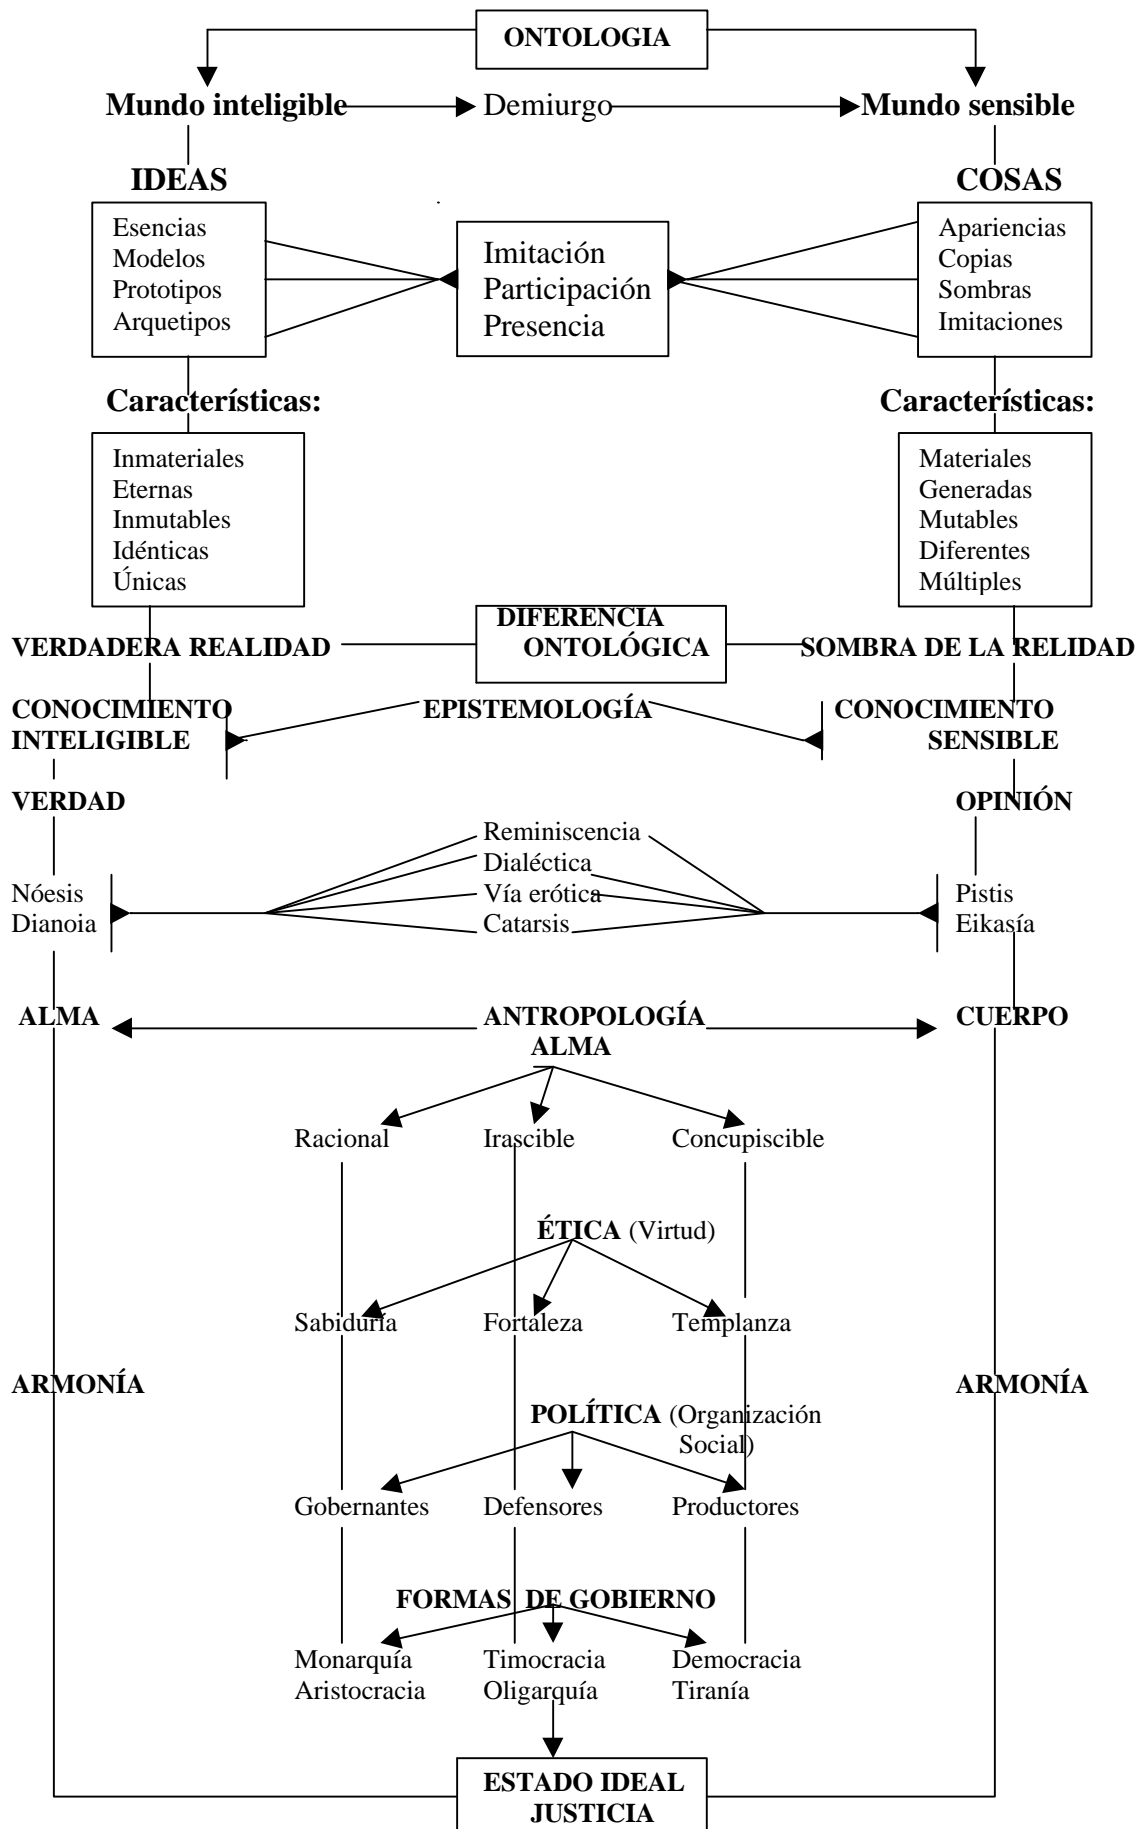 ONTOLOGIA
Mundo inteligible
Demiurgo
Mundo sensible
IDEAS
COSAS
Esencias
Modelos
Prototipos
Arquetipos
Imitación
Participación
Presencia
Apariencias
Copias
Sombras
Imitaciones
Características:
Características:
Inmateriales
Eternas
Inmutables
Idénticas
Únicas
Materiales
Generadas
Mutables
Diferentes
Múltiples
DIFERENCIA
ONTOLÓGICA
VERDADERA REALIDAD
SOMBRA DE LA RELIDAD
CONOCIMIENTO
INTELIGIBLE
EPISTEMOLOGÍA
CONOCIMIENTO
SENSIBLE
VERDAD
OPINIÓN
Reminiscencia
Dialéctica
Vía erótica
Catarsis
Nóesis
Dianoia
Pistis
Eikasía
ALMA
ANTROPOLOGÍA
CUERPO
ALMA
Racional
Irascible
Concupiscible
ÉTICA (Virtud)
Sabiduría
Fortaleza
Templanza
ARMONÍA
ARMONÍA
POLÍTICA (Organización
Social)
Gobernantes
Defensores
Productores
FORMAS DE GOBIERNO
Monarquía
Aristocracia
Timocracia
Oligarquía
Democracia
Tiranía
ESTADO IDEAL
JUSTICIA